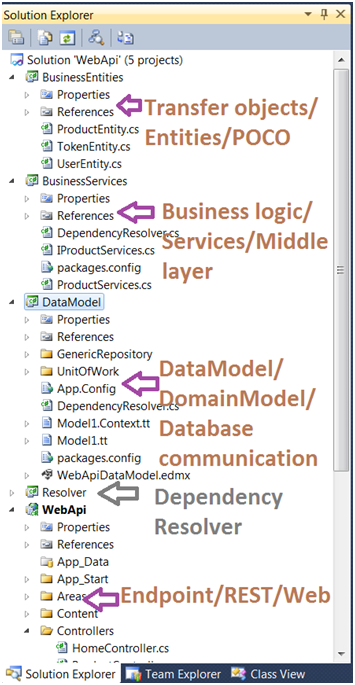 Solution Explorer
Solution 'WebApi' (5 projects)
BusinessEntities
Properties
References
ProductEntity.cs
TokenEntity.cs
UserEntity.cs
Transfer objects/
Entities/POCO
BusinessServices
Properties
References
DependencyResolver.cs
IProductServices.cs
packages.config
ProductServices.cs
Business logic/
Services/Middle
layer
DataModel
Properties
References
GenericRepository
UnitOfWork
App.Config
DependencyResolver.cs
Model1.Context.tt
Model1.tt
packages.config
WebApiDataModel.edmx
DataModel/
DomainModel/
Database
communication
Resolver
Dependency
Resolver
WebApi
Properties
References
App_Data
App_Start
Areas
Content
Controllers
HomeController.cs
Endpoint/REST/Web
Solution Explorer
Team Explorer
Class View